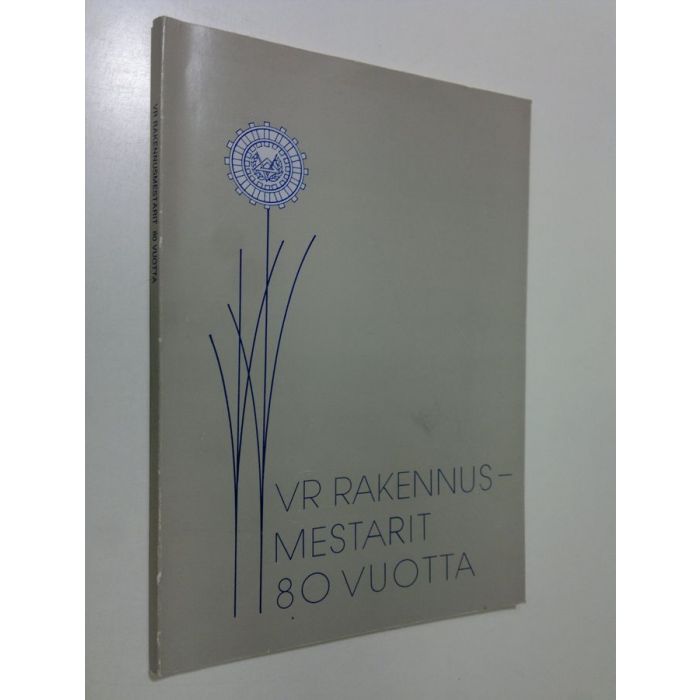 VR RAKENNUSMESTARIT 80 VUOTTA
VR RAKENNUS-
MESTARIT
80 VUOTTA